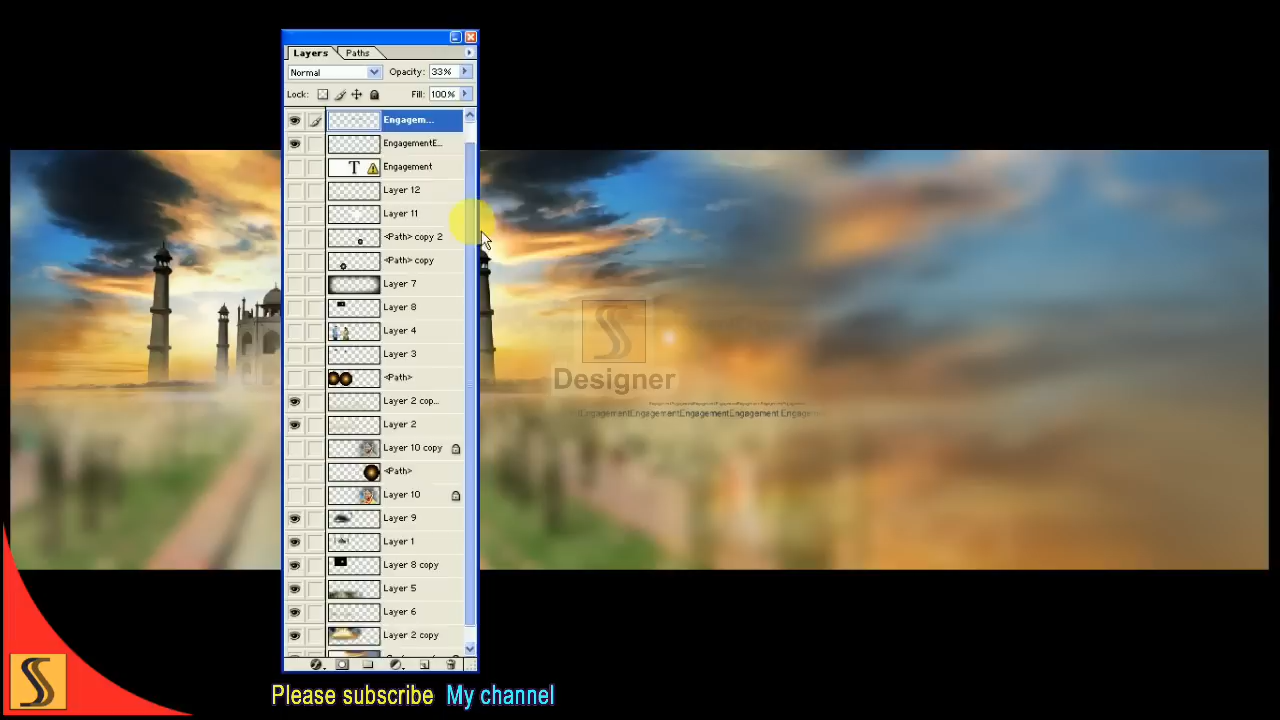 Layers Paths
Normal Opacity: 33%
Lock: Fill: 100%
Engagem...
EngagementE...
T Engagement
Layer 12
Layer 11
<Path> copy 2
<Path> copy
Layer 7
Layer 8
Layer 4
Layer 3
<Path>
Layer 2 cop...
Layer 2
Layer 10 copy
<Path>
Layer 10
Layer 9
Layer 1
Layer 8 copy
Layer 5
Layer 6
Layer 2 copy
S
Designer
EngagementEngagementEngagementEngagement
S
Please subscribe My channel